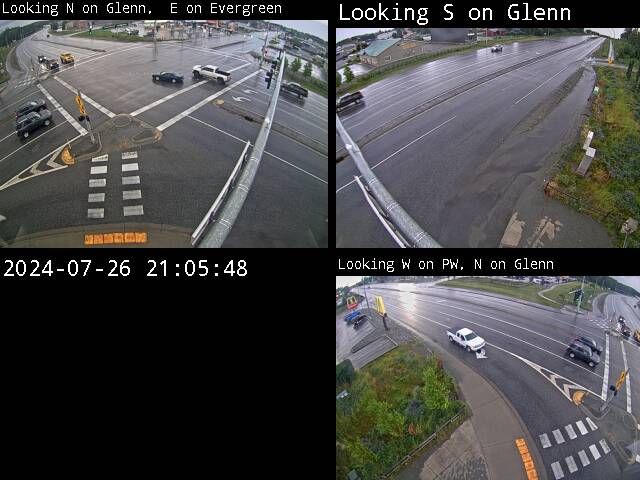 Looking N on Glenn,  E on Evergreen
Looking S on Glenn
2024-07-26 21:05:48
Looking W on PW, N on Glenn